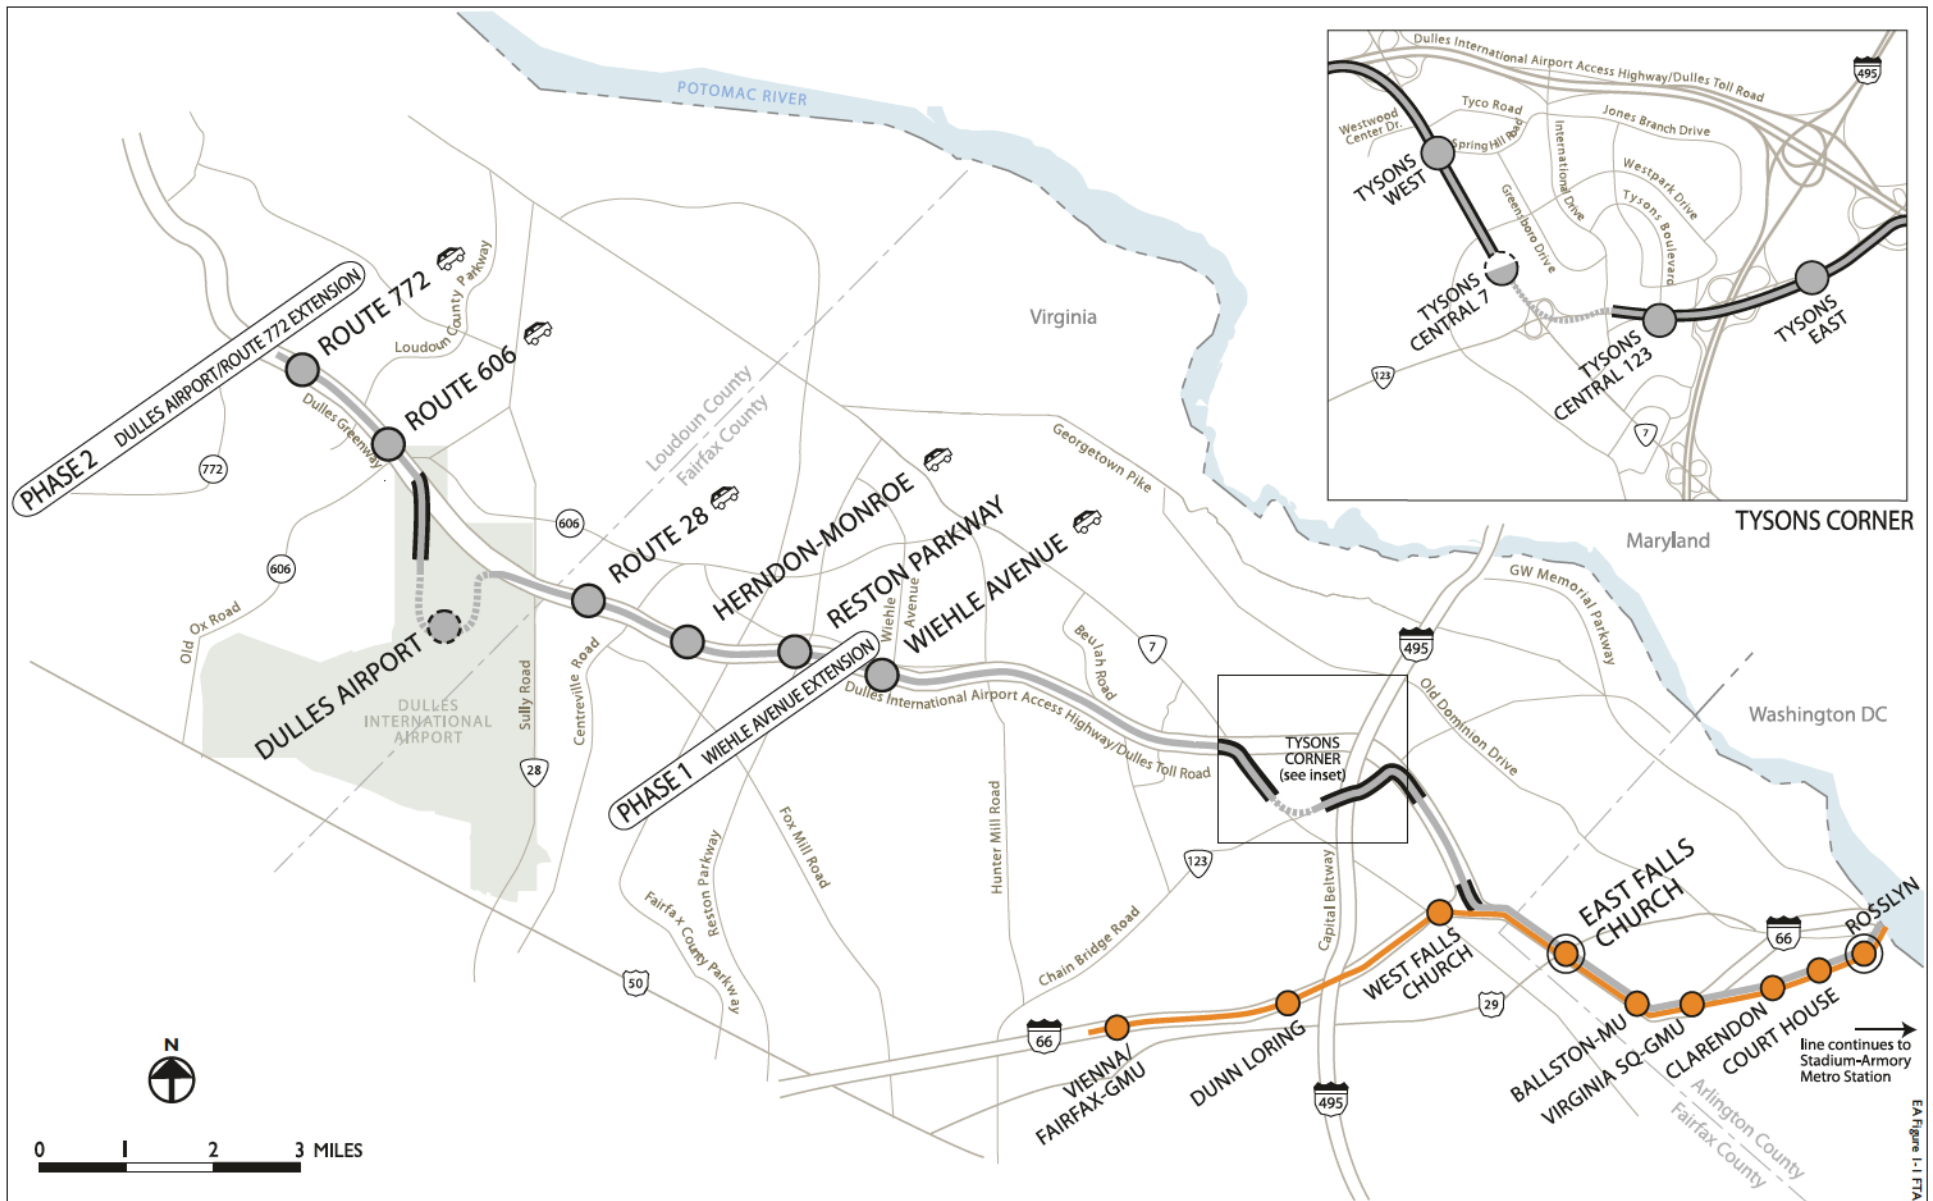 POTOMAC RIVER
Dulles International Airport Access Highway/Dulles Toll Road
495
Westwood
Center Dr.
Tyco Road
Spring Hill Road
International Drive
Jones Branch Drive
Westpark Drive
Tysons Boulevard
Greensboro Drive
TYSONS
WEST
TYSONS
CENTRAL 7
TYSONS
CENTRAL 123
TYSONS
EAST
123
7
TYSONS CORNER
Virginia
Maryland
Washington DC
PHASE 2 DULLES AIRPORT/ROUTE 772 EXTENSION
ROUTE 772
ROUTE 606
Loudoun County Parkway
Dulles Greenway
772
606
606
Old Ox Road
Loudoun County
Fairfax County
ROUTE 28
HERNDON-MONROE
RESTON PARKWAY
WIEHLE AVENUE
Wiehle
Avenue
DULLES AIRPORT
DULLES
INTERNATIONAL
AIRPORT
Sully Road
Centreville Road
28
PHASE 1 WIEHLE AVENUE EXTENSION
Dulles International Airport Access Highway/Dulles Toll Road
Georgetown Pike
Beulah Road
7
495
GW Memorial Parkway
Old Dominion Drive
TYSONS
CORNER
(see inset)
Fox Mill Road
Reston Parkway
Fairfax County Parkway
Hunter Mill Road
123
Chain Bridge Road
Capital Beltway
50
66
29
66
495
VIENNA/
FAIRFAX-GMU
DUNN LORING
WEST FALLS
CHURCH
EAST FALLS
CHURCH
BALLSTON-MU
VIRGINIA SQ-GMU
CLARENDON
COURT HOUSE
ROSSLYN
line continues to
Stadium-Armory
Metro Station
Arlington County
Fairfax County
N
0 1 2 3 MILES
EA Figure 1-1 FTA